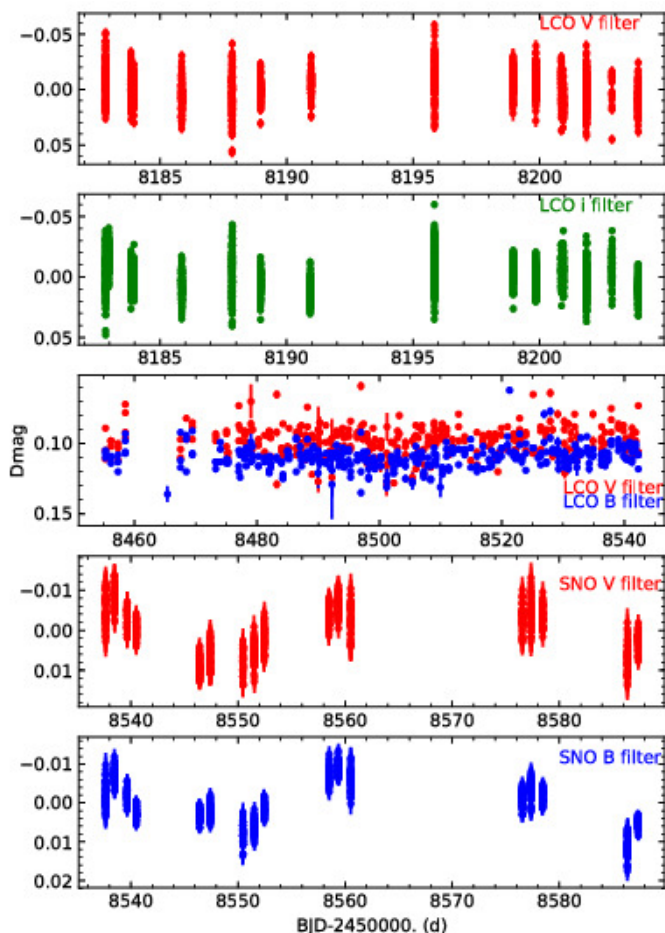 LCO V filter
−0.05
0.00
0.05
8185 8190 8195 8200
LCO i filter
−0.05
0.00
0.05
8185 8190 8195 8200
Dmag
0.10
0.15
LCO V filter
LCO B filter
8460 8480 8500 8520 8540
SNO V filter
−0.01
0.00
0.01
8540 8550 8560 8570 8580
SNO B filter
−0.01
0.00
0.01
0.02
8540 8550 8560 8570 8580
BJD-2450000. (d)